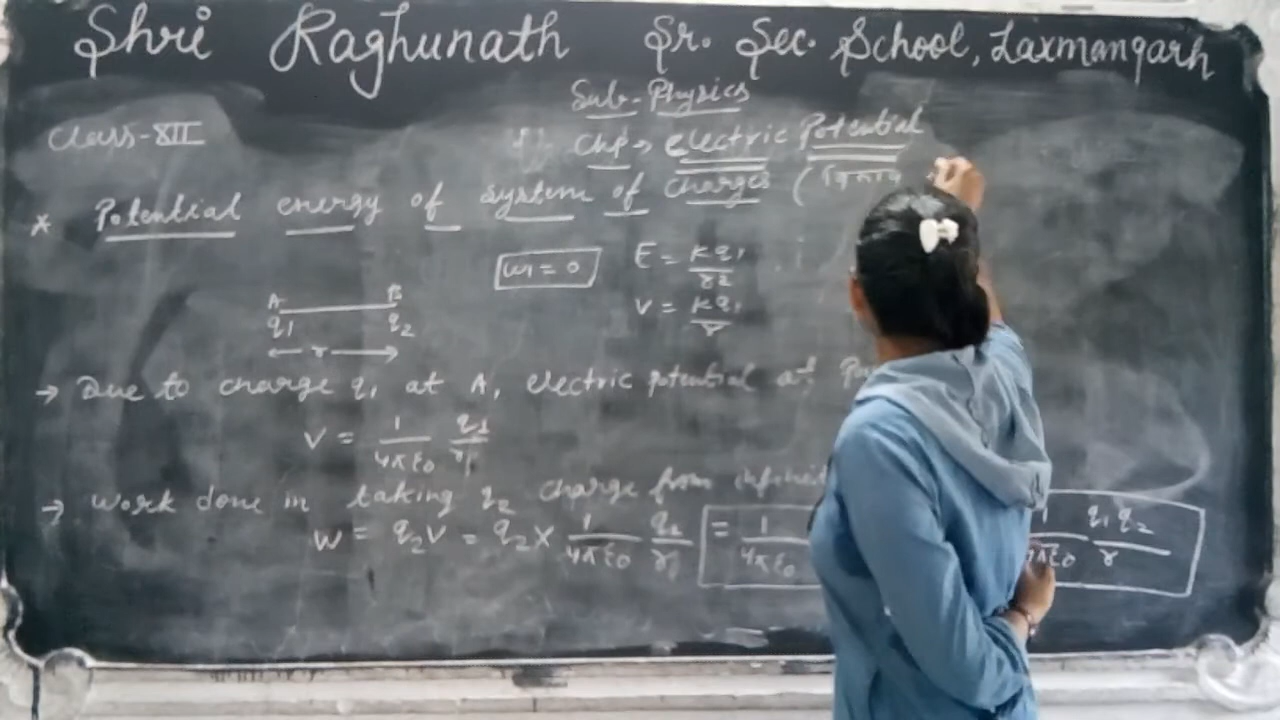 Shri Raghunath Sr. Sec. School, Laxmangarh
Sub-Physics
Class-XII
Chp→ electric Potential
* Potential energy of system of charges (
W1 = 0
E = Kq1/r2
V = Kq1/r
A B
q1 q2
← r →
→ Due to charge q1 at A, electric potential at
V = 1/4πε0 q1/r
→ Work done in taking q2 charge from
W = q2V = q2 × 1/4πε0 q1/r = 1/4πε0 q1q2/r